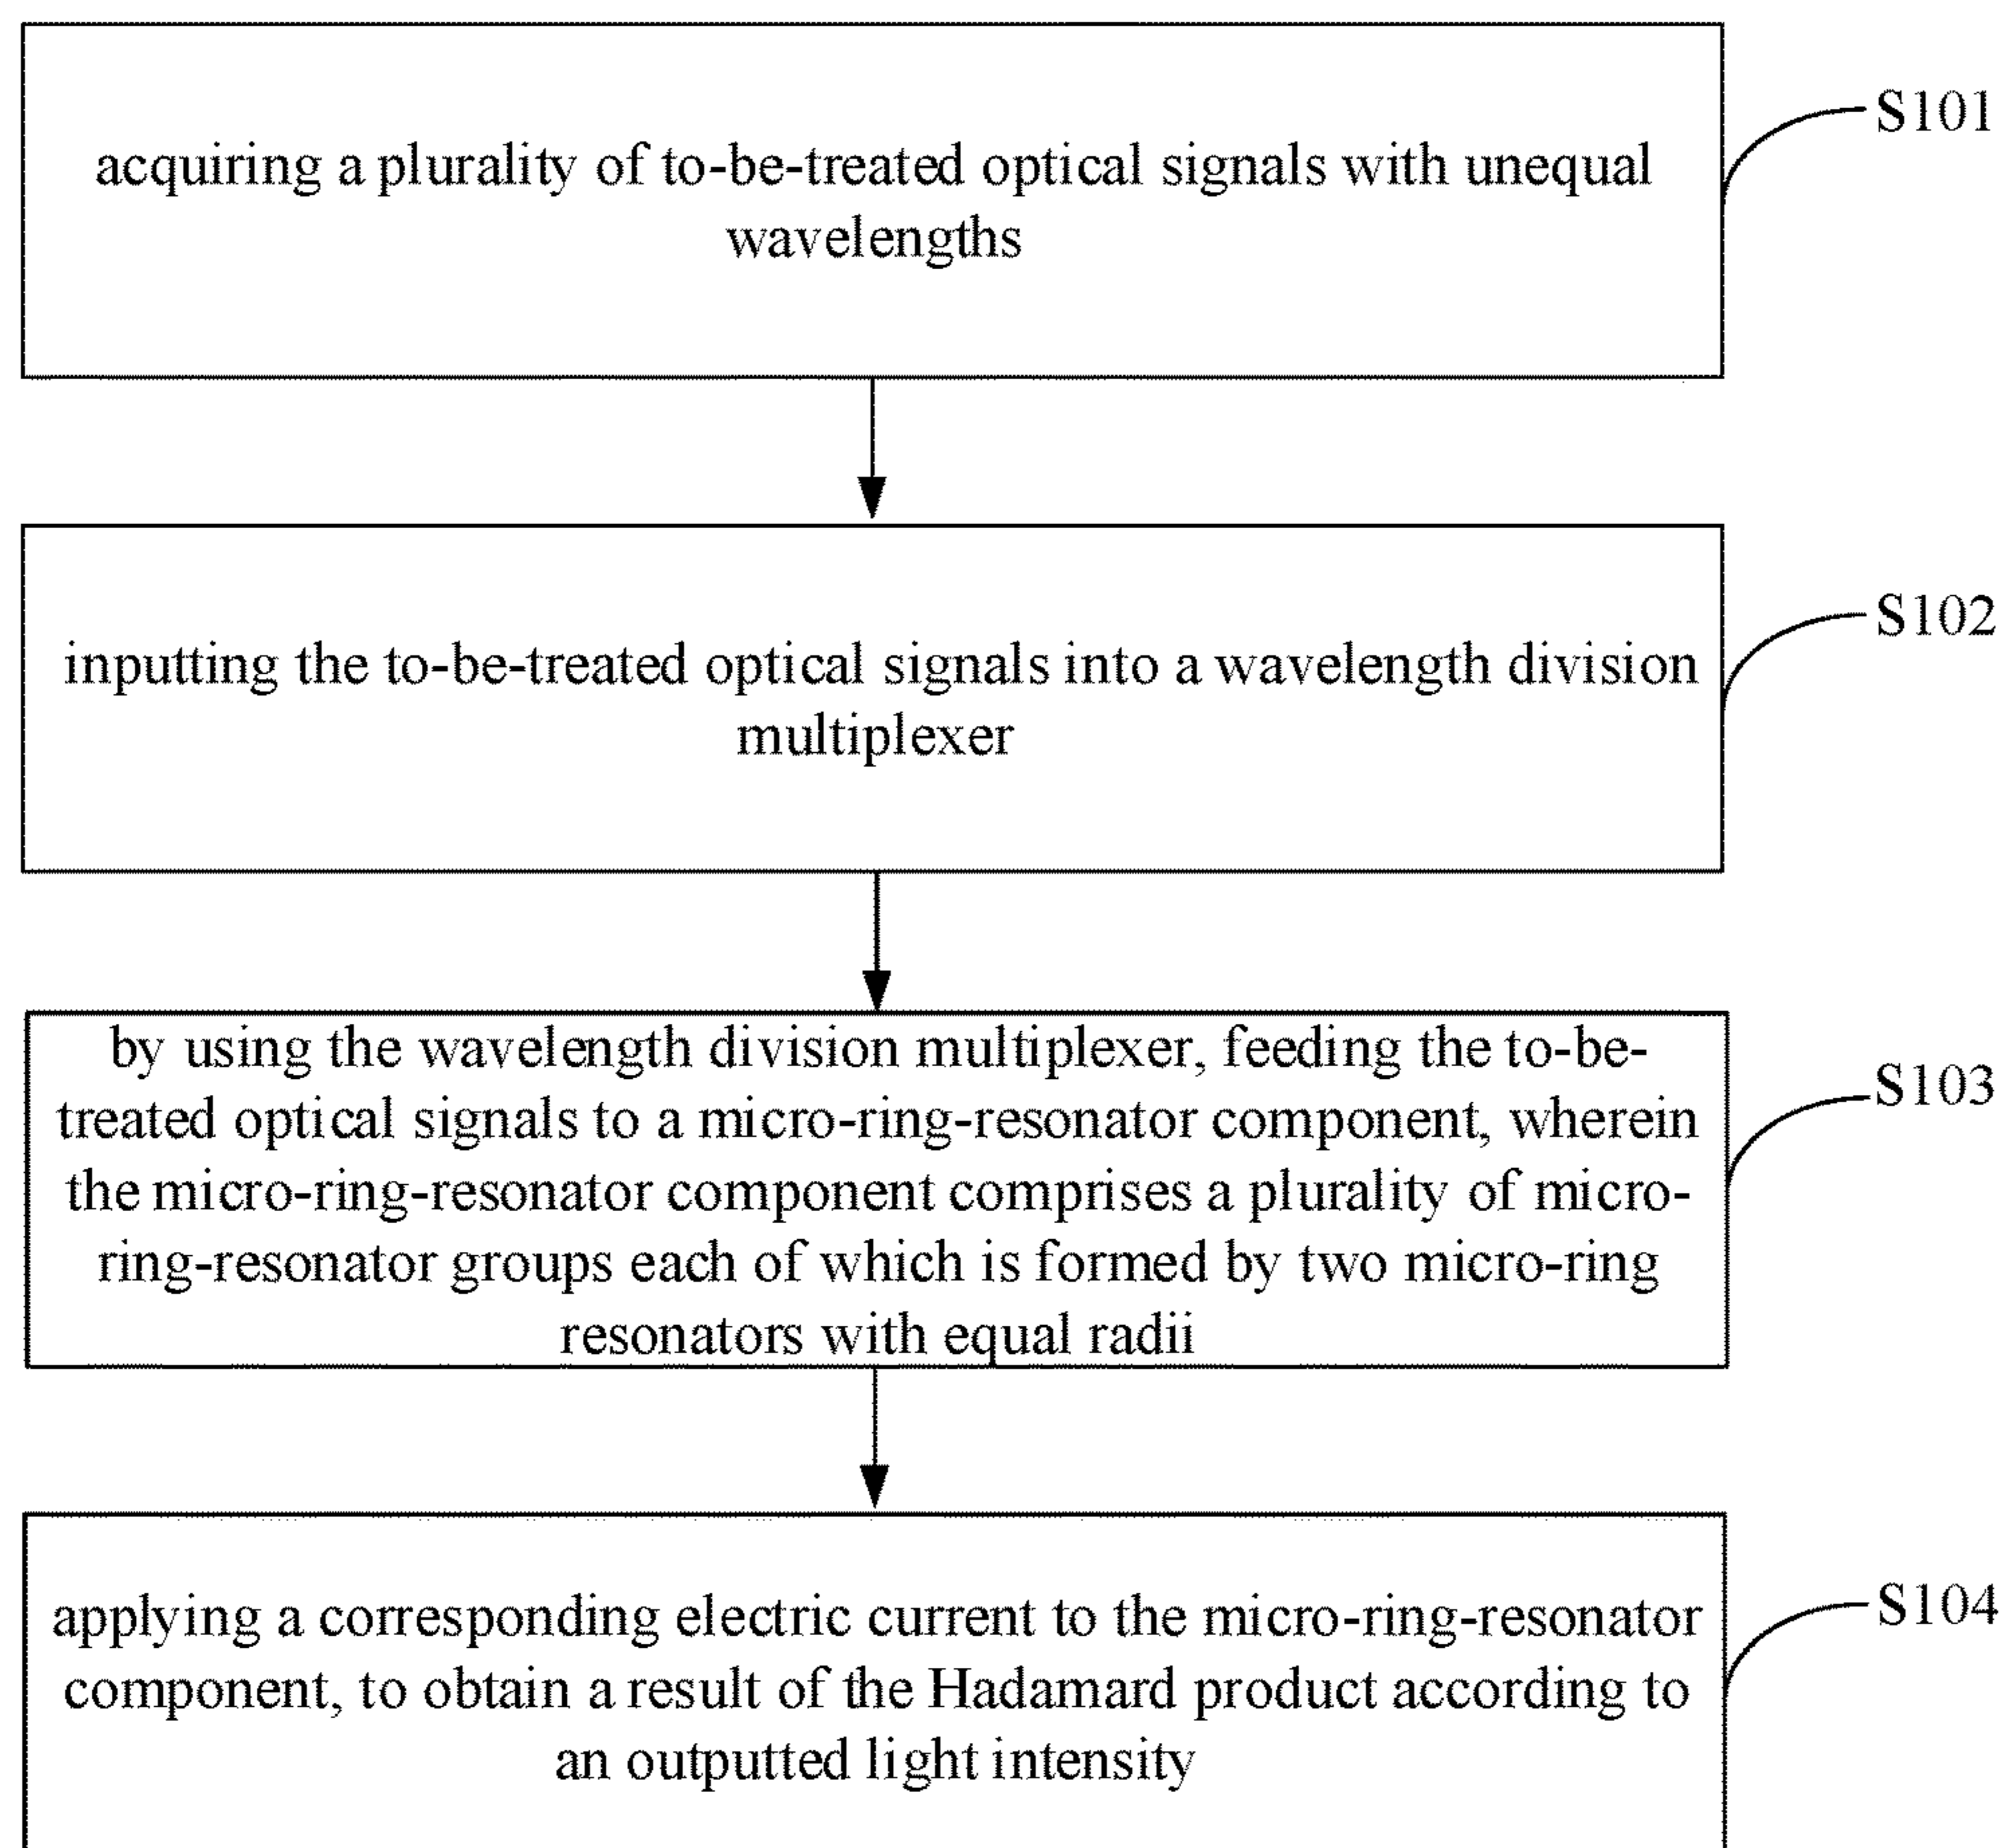 acquiring a plurality of to-be-treated optical signals with unequal
wavelengths
S101
inputting the to-be-treated optical signals into a wavelength division
multiplexer
S102
by using the wavelength division multiplexer, feeding the to-be-
treated optical signals to a micro-ring-resonator component, wherein
the micro-ring-resonator component comprises a plurality of micro-
ring-resonator groups each of which is formed by two micro-ring
resonators with equal radii
S103
applying a corresponding electric current to the micro-ring-resonator
component, to obtain a result of the Hadamard product according to
an outputted light intensity
S104